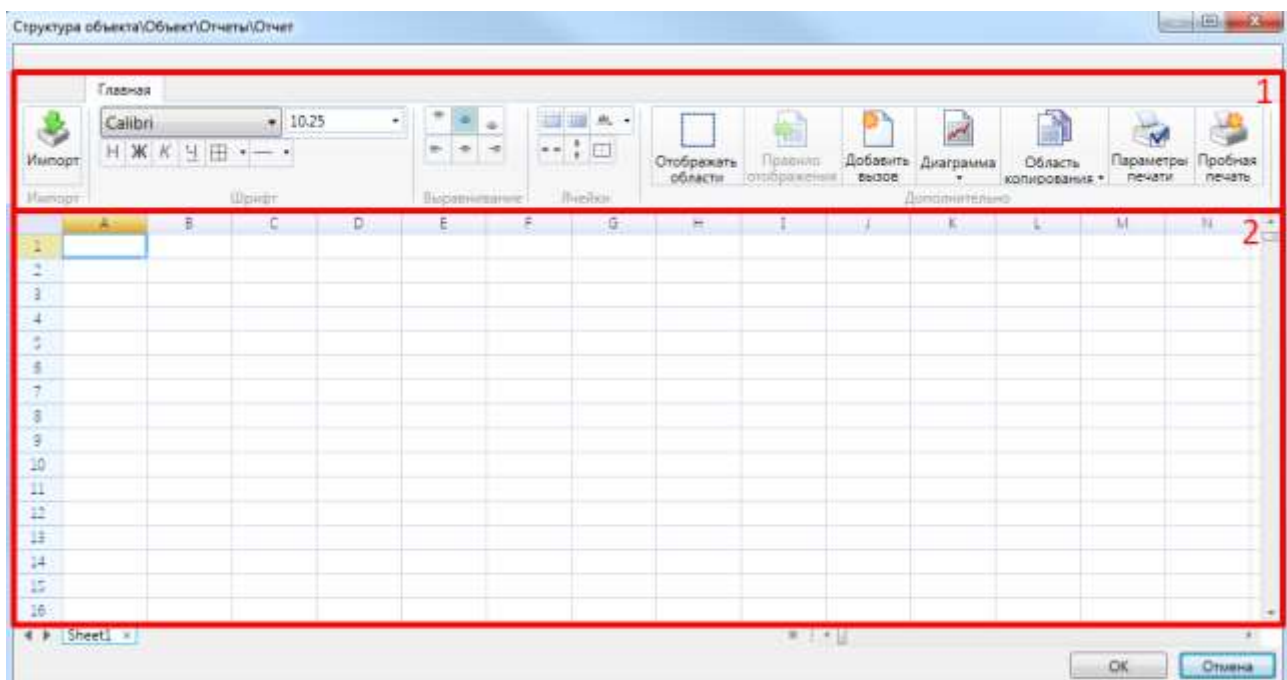 Структура объекта\Объект\Отчеты\Отчет
Главная
1
Calibri 10.25
Н Ж К Ч
Импорт
Отображать области
Правило отображения
Добавить вызов
Диаграмма
Область копирования
Параметры печати
Пробная печать
Импорт Шрифт Выравнивание Ячейки Дополнительно
A B C D E F G H I J K L M N
2
1
2
3
4
5
6
7
8
9
10
11
12
13
14
15
16
Sheet1
OK Отмена